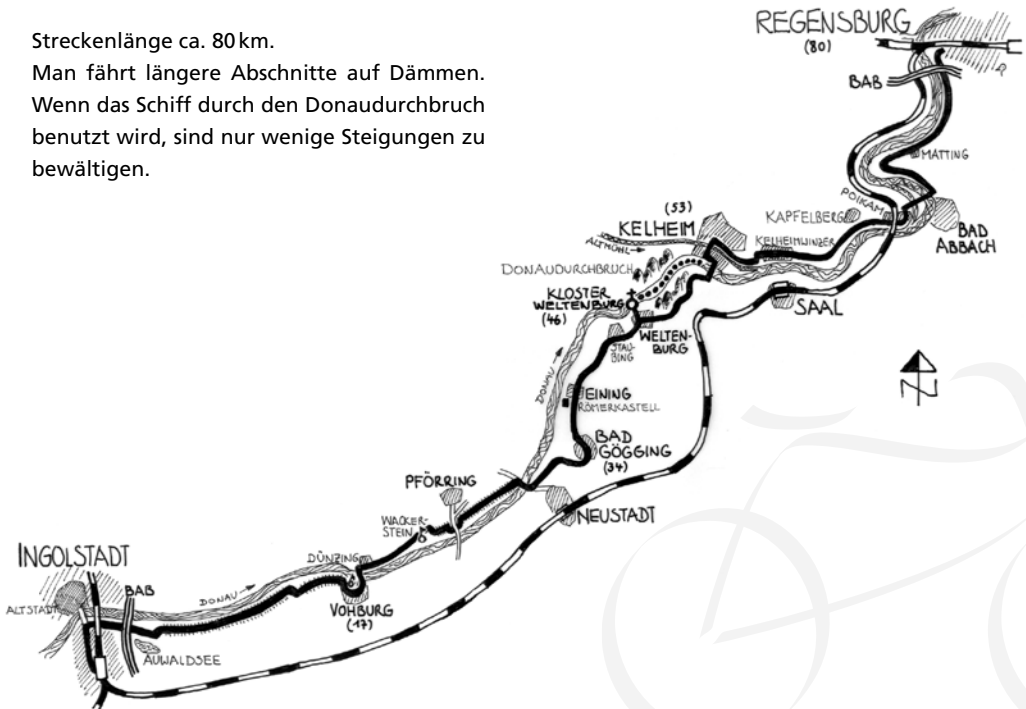 Streckenlänge ca. 80 km.
Man fährt längere Abschnitte auf Dämmen.
Wenn das Schiff durch den Donaudurchbruch
benutzt wird, sind nur wenige Steigungen zu
bewältigen.
REGENSBURG
(80)
BAB
MATTING
POIKAM
KAPFELBERG
BAD
ABBACH
(53)
KELHEIM
KELHEIMWINZER
ALTMÜHL
DONAUDURCHBRUCH
KLOSTER
WELTENBURG
(46)
SAAL
WELTEN-
BURG
STAU-
BING
DONAU
N
EINING
RÖMERKASTELL
BAD
GÖGGING
(34)
PFÖRRING
NEUSTADT
WACKER-
STEIN
INGOLSTADT
DÜNZING
BAB
DONAU
ALTSTADT
VOHBURG
(17)
AUWALDSEE